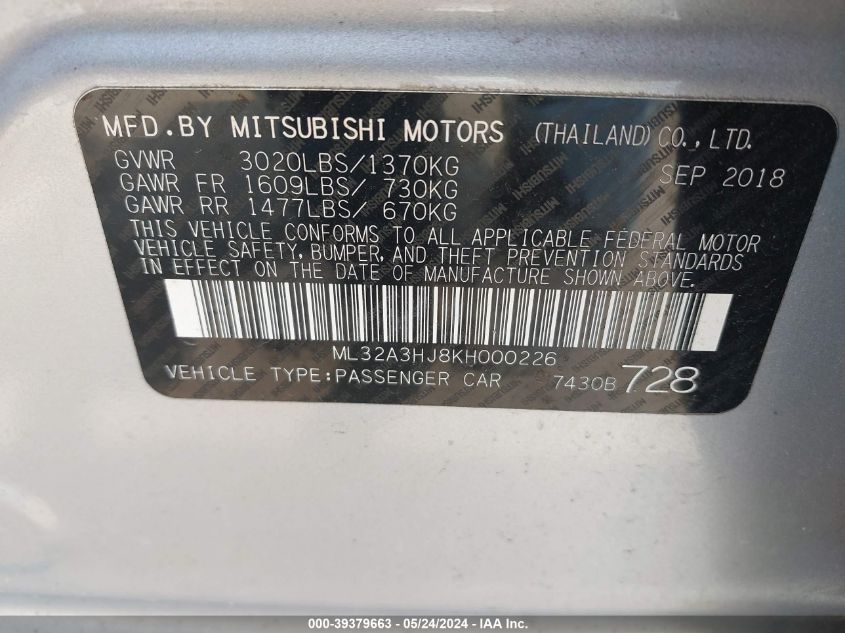 MFD.BY MITSUBISHI MOTORS (THAILAND) CO., LTD.
GVWR 3020LBS/1370KG SEP 2018
GAWR FR 1609LBS/ 730KG
GAWR RR 1477LBS/ 670KG
THIS VEHICLE CONFORMS TO ALL APPLICABLE FEDERAL MOTOR
VEHICLE SAFETY, BUMPER, AND THEFT PREVENTION STANDARDS
IN EFFECT ON THE DATE OF MANUFACTURE SHOWN ABOVE.
ML32A3HJ8KH000226
VEHICLE TYPE:PASSENGER CAR 7430B 728
000-39379663 - 05/24/2024 - IAA Inc.